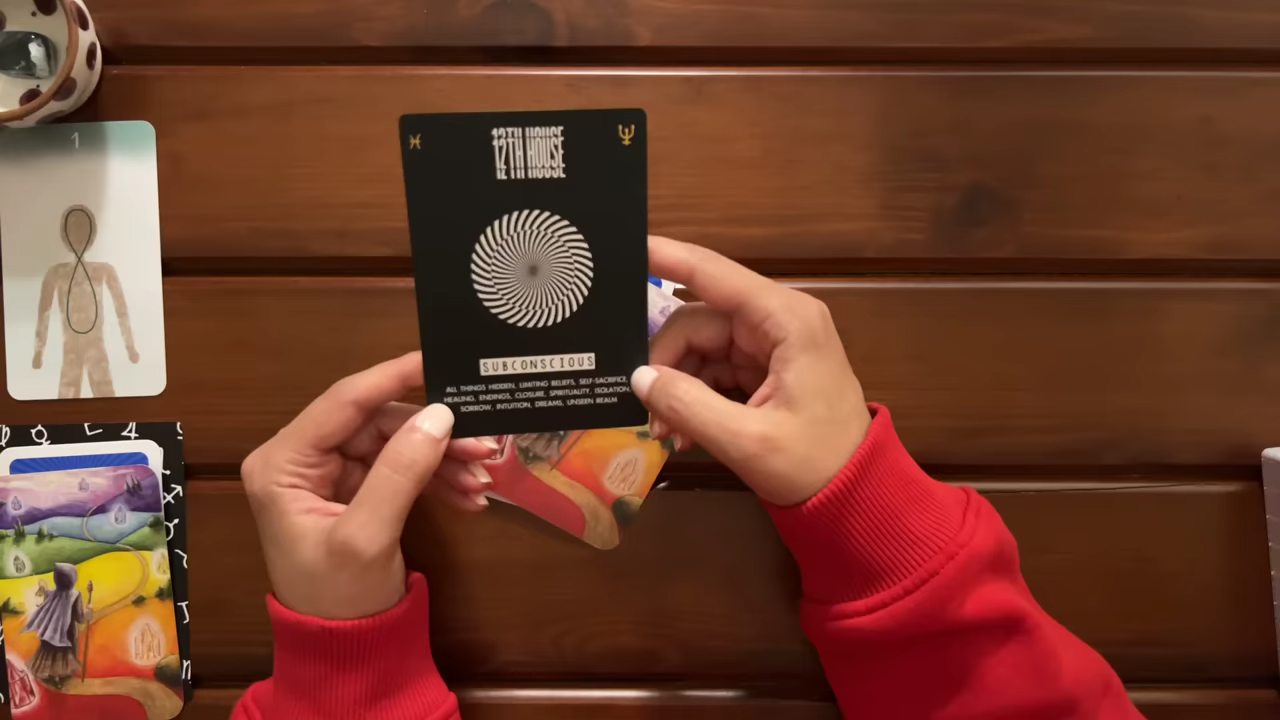 1
12TH HOUSE
SUBCONSCIOUS
ALL THINGS HIDDEN, LIMITING BELIEFS, SELF-SACRIFICE,
HEALING, ENDINGS, CLOSURE, SPIRITUALITY, ISOLATION,
SORROW, INTUITION, DREAMS, UNSEEN REALM